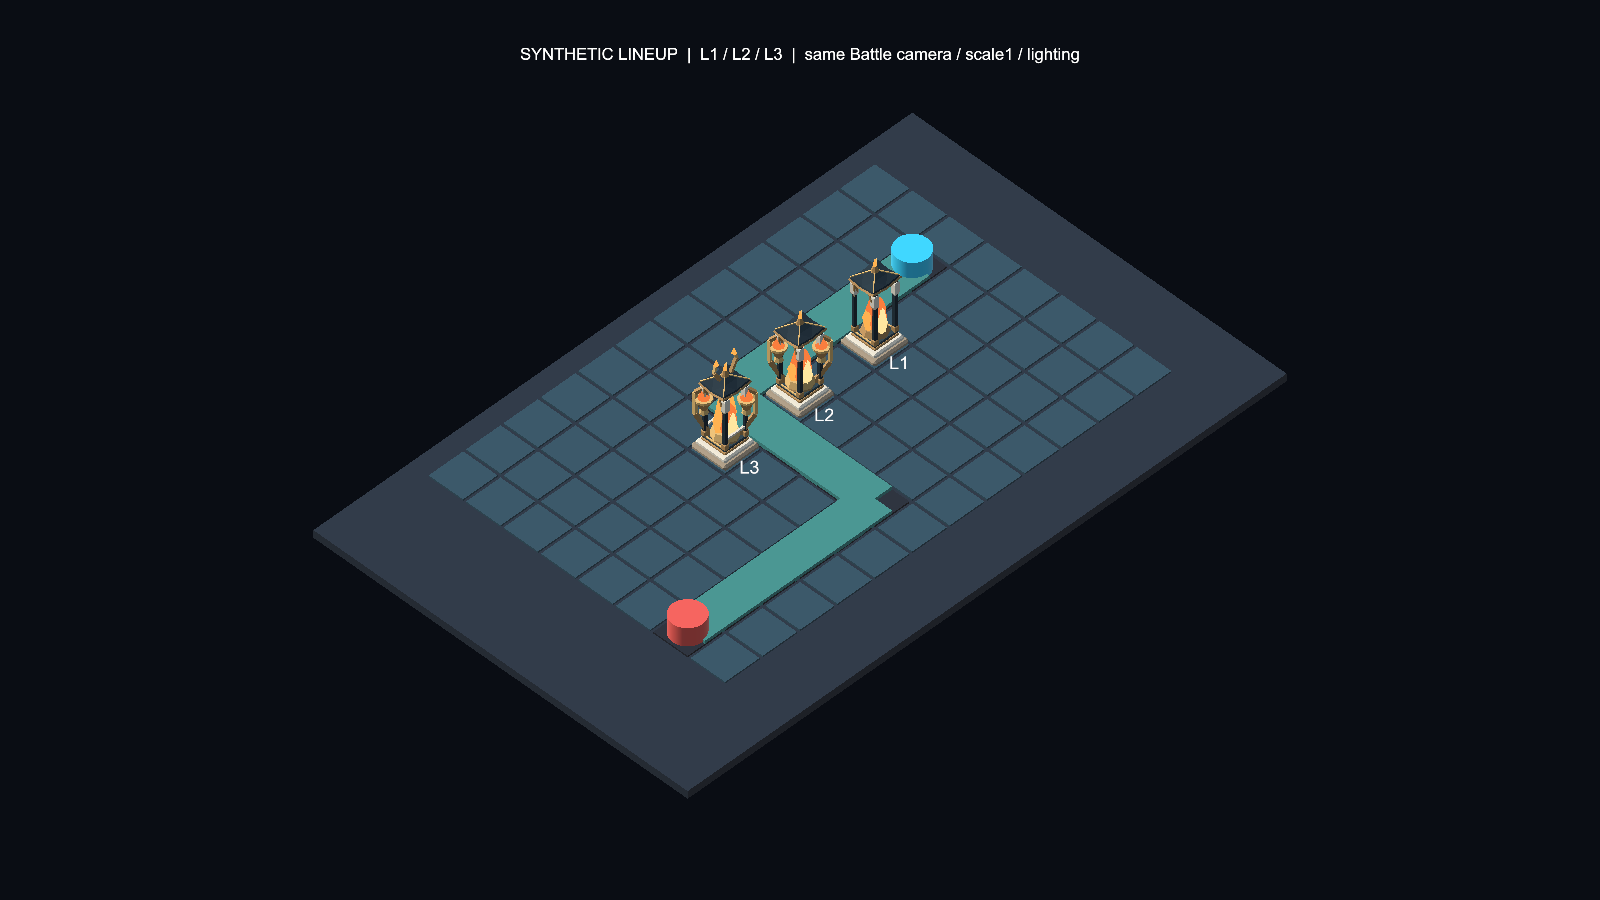 SYNTHETIC LINEUP | L1 / L2 / L3 | same Battle camera / scale1 / lighting
L1
L2
L3